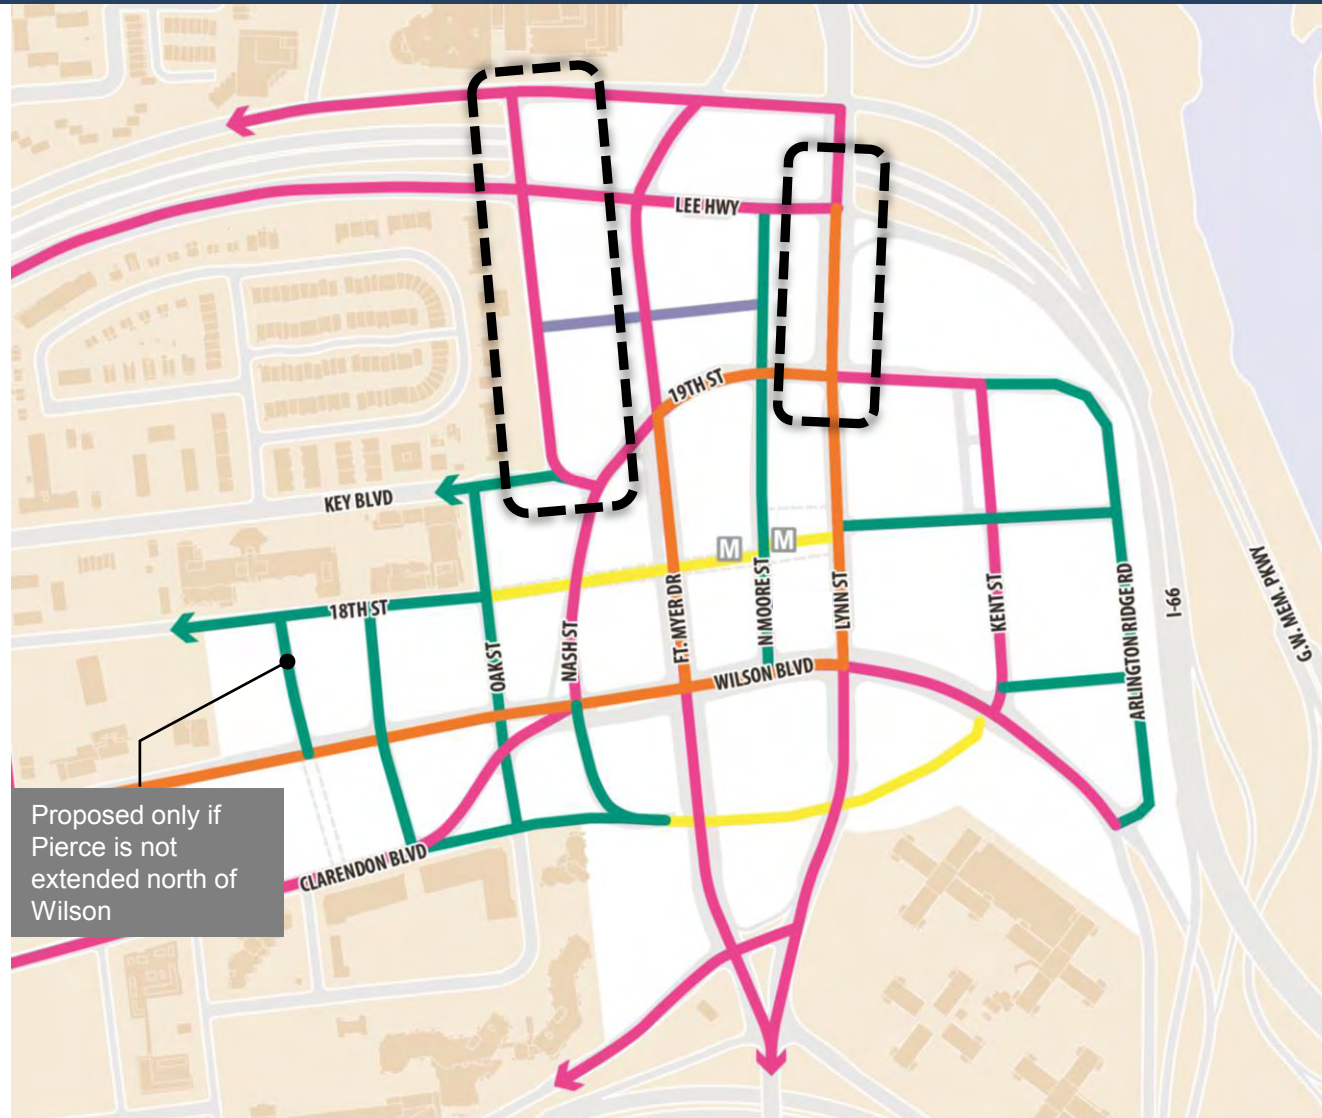 LEE HWY
19TH ST
KEY BLVD
M
M
18TH ST
OAK ST
NASH ST
FT. MYER DR
N MOORE ST
LYNN ST
KENT ST
ARLINGTON RIDGE RD
I-66
G.W. MEM. PKWY
WILSON BLVD
CLARENDON BLVD
Proposed only if
Pierce is not
extended north of
Wilson